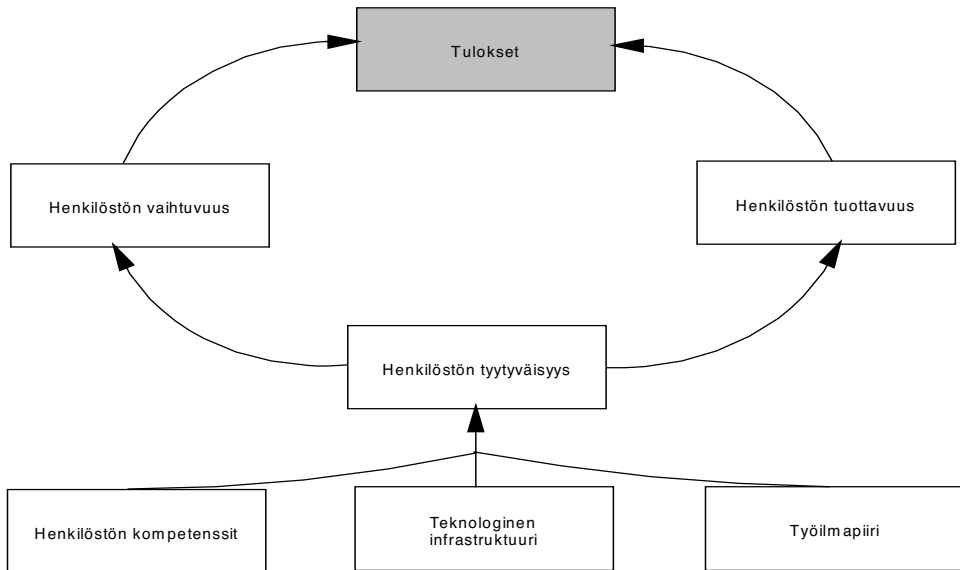 Tulokset
Henkilöstön vaihtuvuus
Henkilöstön tuottavuus
Henkilöstön tyytyväisyys
Henkilöstön kompetenssit
Teknologinen
infrastruktuuri
Työilmapiiri